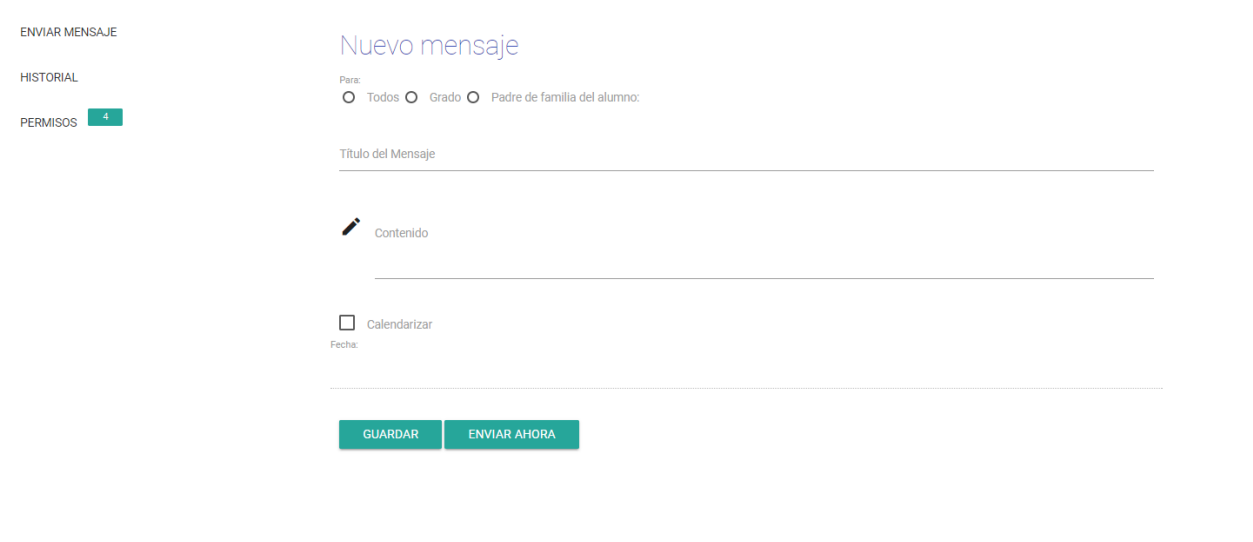 ENVIAR MENSAJE
HISTORIAL
PERMISOS 4
Nuevo mensaje
Para:
Todos Grado Padre de familia del alumno:
Título del Mensaje
Contenido
Calendarizar
Fecha:
GUARDAR ENVIAR AHORA